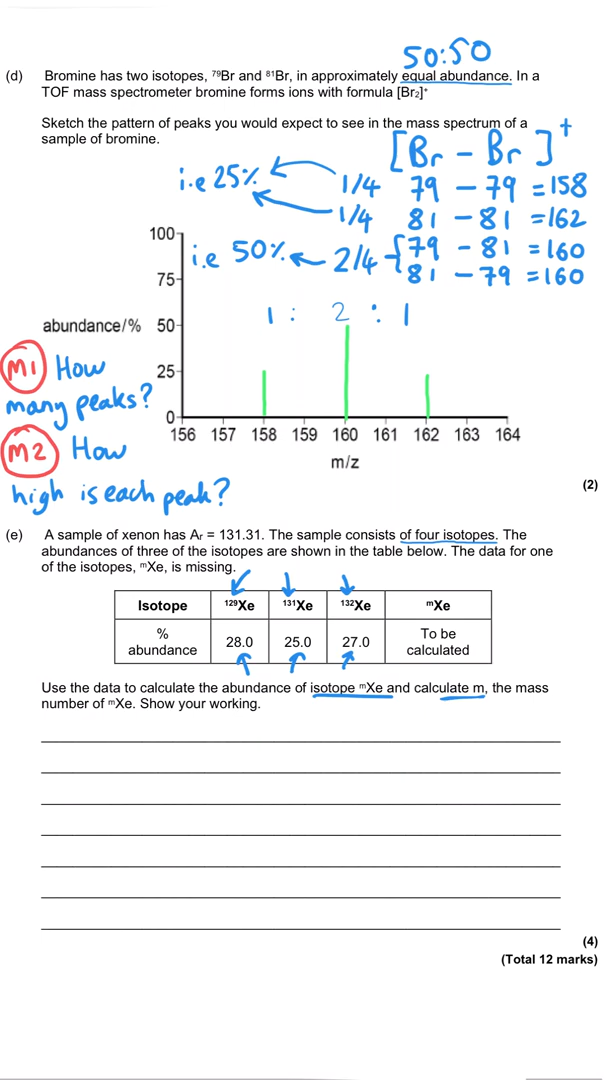 50:50
(d) Bromine has two isotopes, ⁷⁹Br and ⁸¹Br, in approximately equal abundance. In a
TOF mass spectrometer bromine forms ions with formula [Br₂]⁺
Sketch the pattern of peaks you would expect to see in the mass spectrum of a
sample of bromine.
[Br - Br]⁺
i.e 25% 1/4 79 - 79 = 158
1/4 81 - 81 = 162
i.e 50% 2/4 { 79 - 81 = 160
81 - 79 = 160
1 : 2 : 1
abundance/%
100
75
50
25
0
156 157 158 159 160 161 162 163 164
m/z
M1 How
many peaks?
M2 How
high is each peak?
(2)
(e) A sample of xenon has Aᵣ = 131.31. The sample consists of four isotopes. The
abundances of three of the isotopes are shown in the table below. The data for one
of the isotopes, ᵐXe, is missing.
Isotope ¹²⁹Xe ¹³¹Xe ¹³²Xe ᵐXe
% abundance 28.0 25.0 27.0 To be calculated
Use the data to calculate the abundance of isotope ᵐXe and calculate m, the mass
number of ᵐXe. Show your working.
(4)
(Total 12 marks)